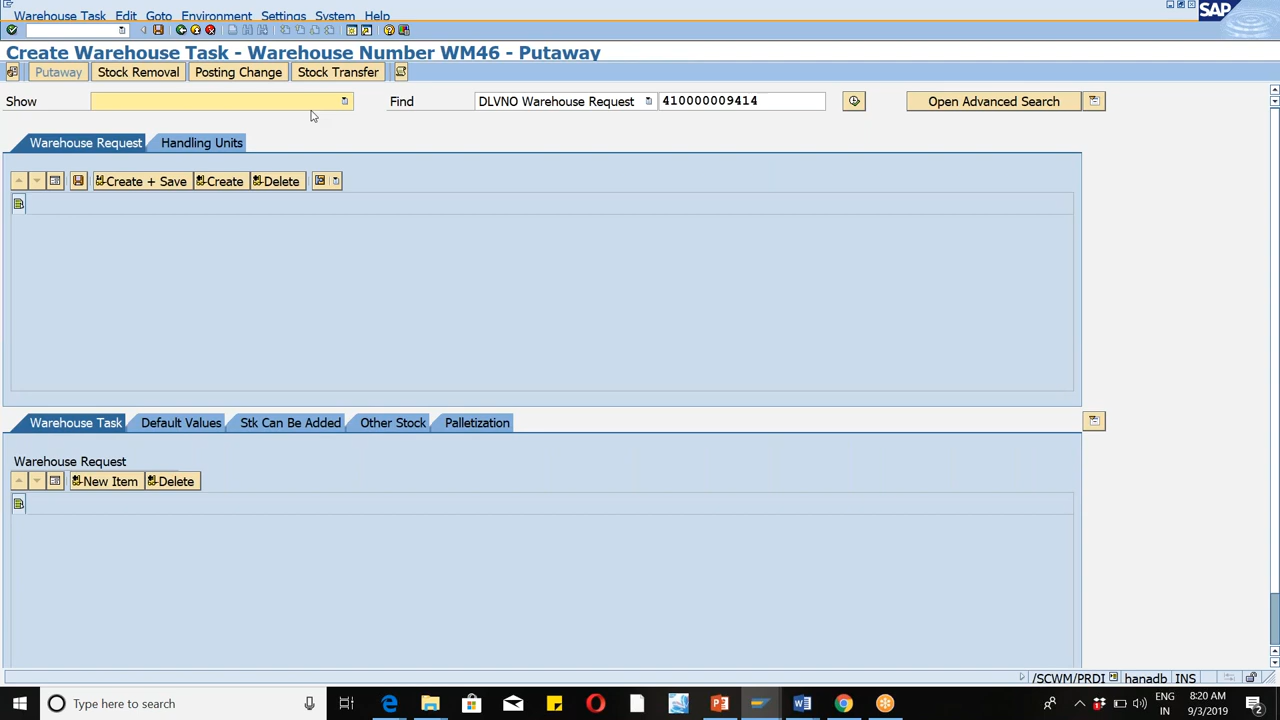 Warehouse Task Edit Goto Environment Settings System Help
SAP
Create Warehouse Task - Warehouse Number WM46 - Putaway
Putaway Stock Removal Posting Change Stock Transfer
Show Find DLVNO Warehouse Request 410000009414 Open Advanced Search
Warehouse Request Handling Units
Create + Save Create Delete
Warehouse Task Default Values Stk Can Be Added Other Stock Palletization
Warehouse Request
New Item Delete
/SCWM/PRDI hanadb INS
Type here to search
ENG 8:20 AM
IN 9/3/2019
2